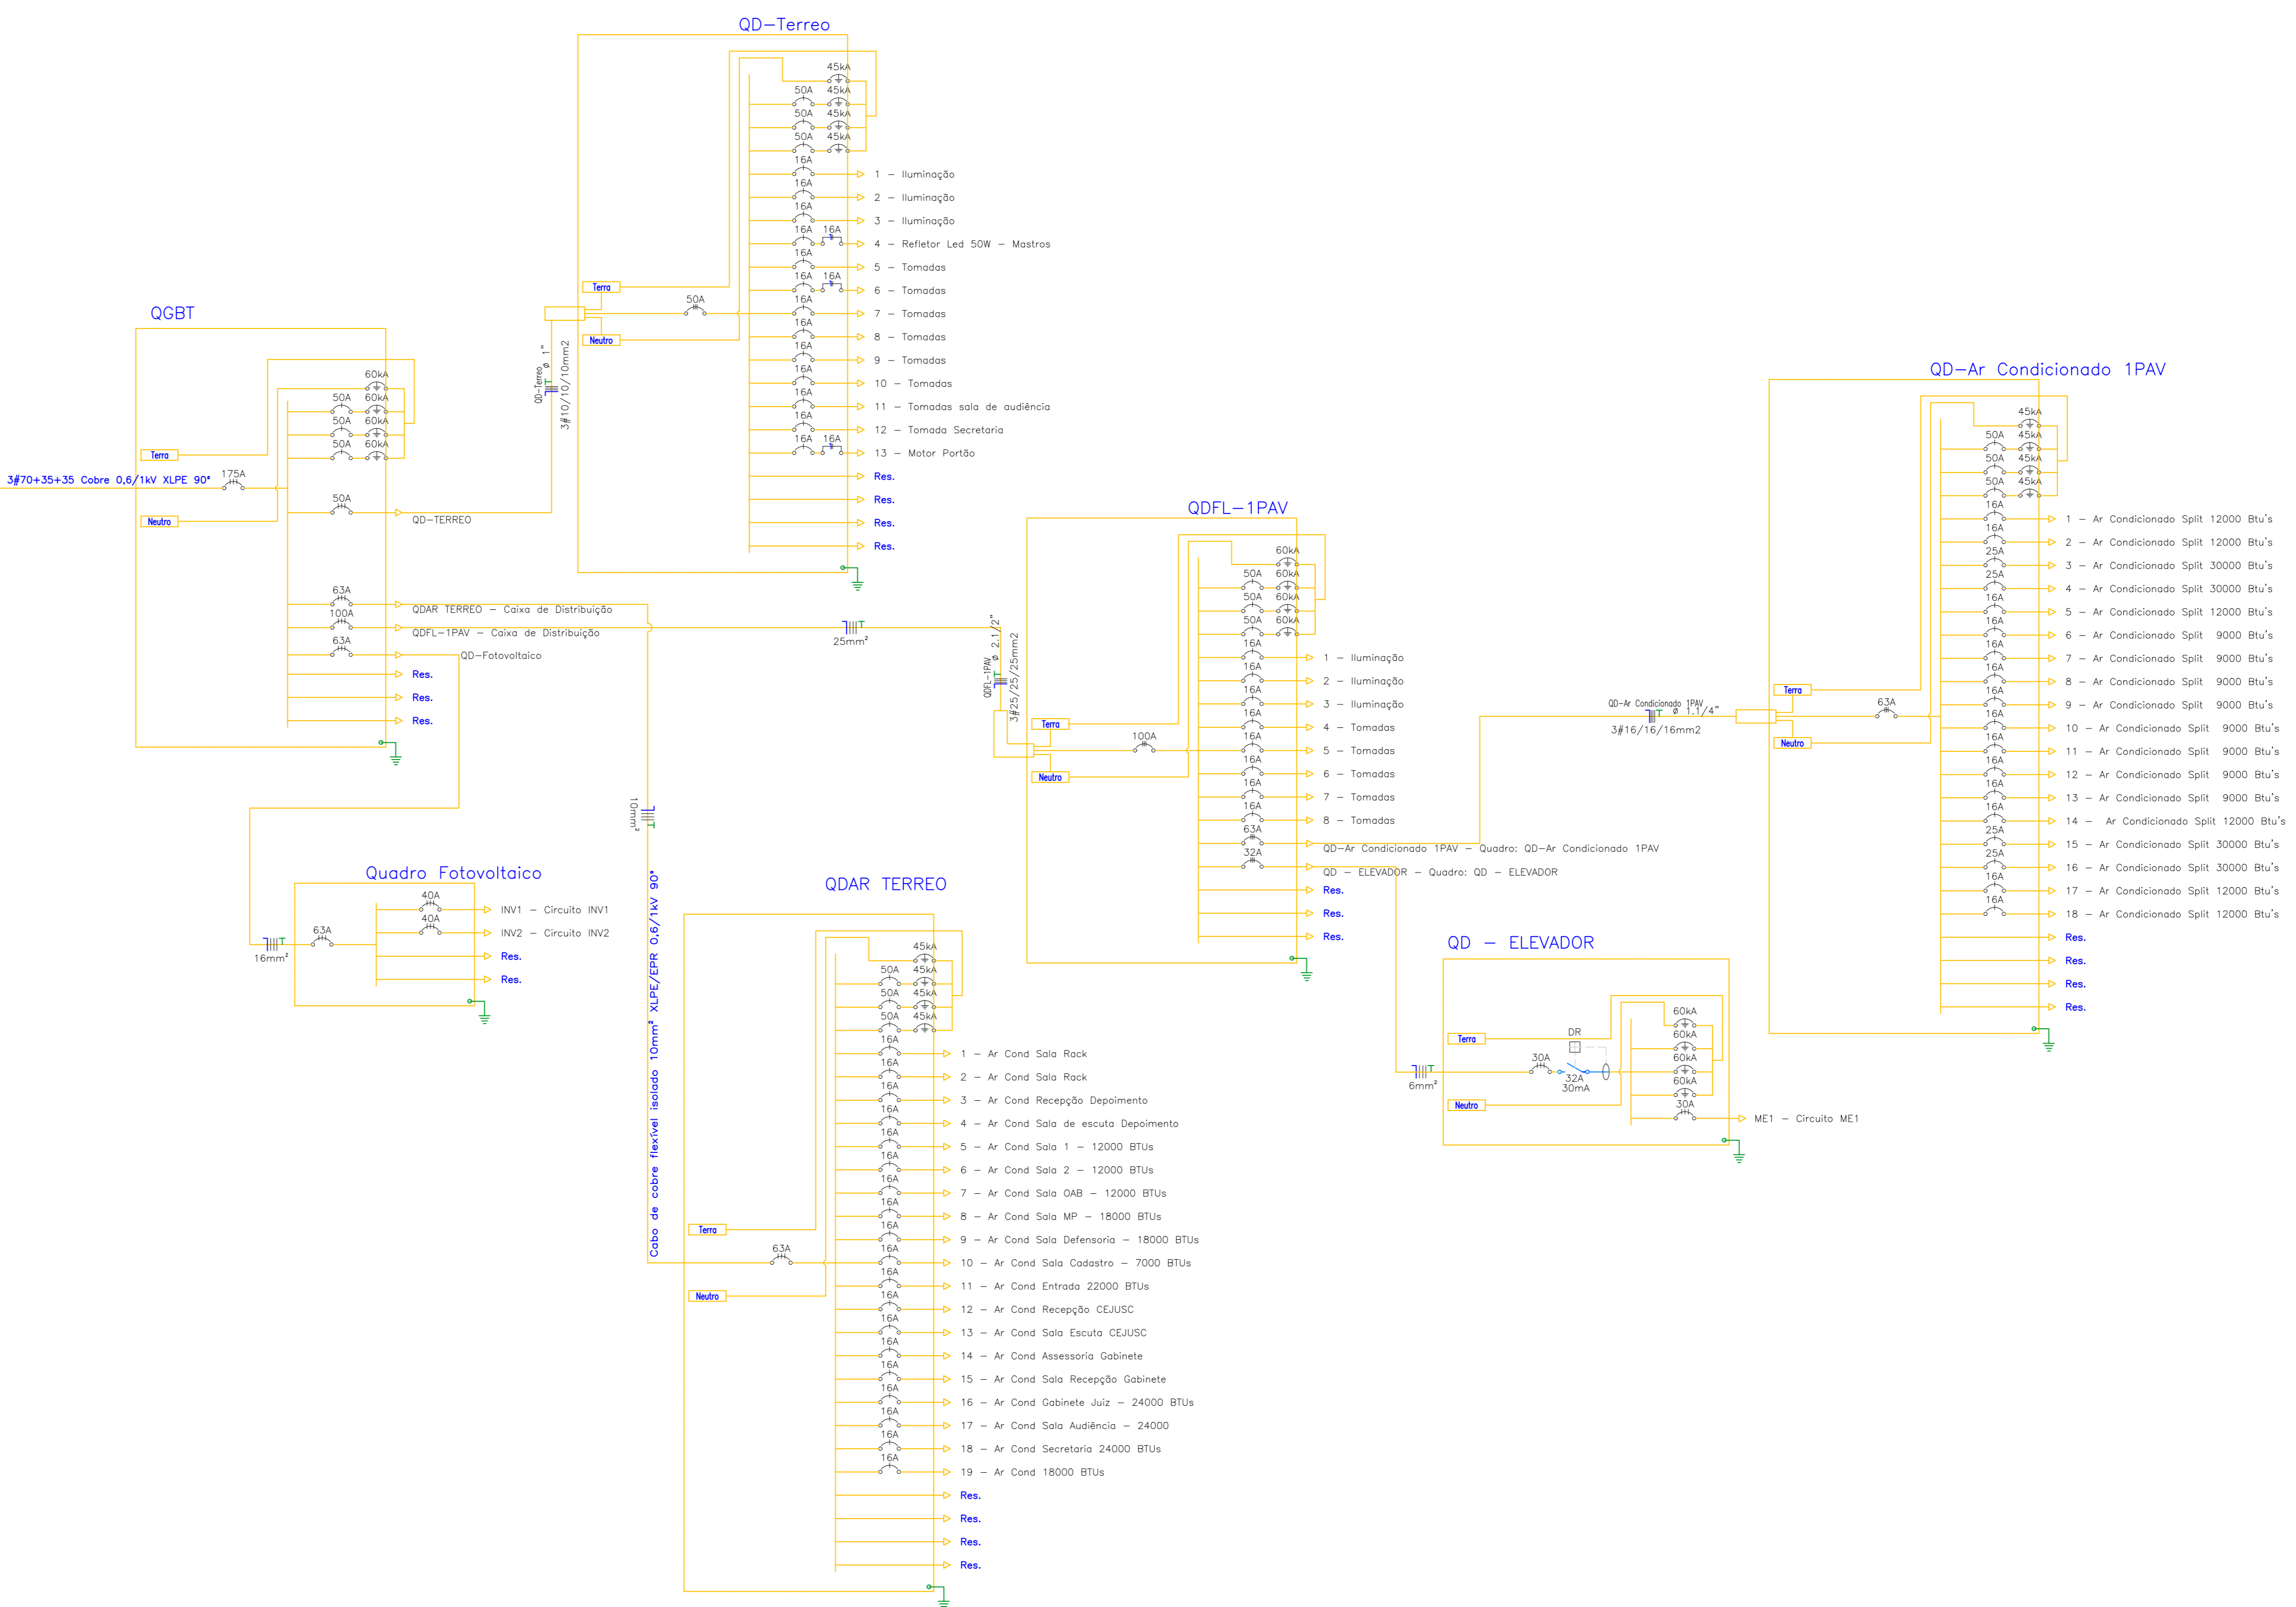 QD-Terreo
45kA
50A 45kA
50A 45kA
50A 45kA
16A
1 - Iluminação
16A
2 - Iluminação
16A
3 - Iluminação
16A 16A
4 - Refletor Led 50W - Mastros
16A
5 - Tomadas
16A 16A
6 - Tomadas
Terra
50A
16A
7 - Tomadas
Neutro
16A
8 - Tomadas
16A
9 - Tomadas
16A
10 - Tomadas
16A
11 - Tomadas sala de audiência
16A
12 - Tomada Secretaria
16A 16A
13 - Motor Portão
Res.
Res.
Res.
Res.
QD-Terreo ø 1"
3#10/10/10mm2
QGBT
60kA
50A 60kA
50A 60kA
50A 60kA
Terra
175A
3#70+35+35 Cobre 0,6/1kV XLPE 90°
Neutro
50A
QD-TERREO
63A
QDAR TERREO - Caixa de Distribuição
100A
QDFL-1PAV - Caixa de Distribuição
63A
QD-Fotovoltaico
Res.
Res.
Res.
25mm²
10mm²
Cabo de cobre flexível isolado 10mm² XLPE/EPR 0,6/1kV 90°
Quadro Fotovoltaico
40A
INV1 - Circuito INV1
40A
INV2 - Circuito INV2
63A
16mm²
Res.
Res.
QDAR TERREO
45kA
50A 45kA
50A 45kA
50A 45kA
16A
1 - Ar Cond Sala Rack
16A
2 - Ar Cond Sala Rack
16A
3 - Ar Cond Recepção Depoimento
16A
4 - Ar Cond Sala de escuta Depoimento
16A
5 - Ar Cond Sala 1 - 12000 BTUs
16A
6 - Ar Cond Sala 2 - 12000 BTUs
16A
7 - Ar Cond Sala OAB - 12000 BTUs
16A
8 - Ar Cond Sala MP - 18000 BTUs
Terra
16A
9 - Ar Cond Sala Defensoria - 18000 BTUs
63A
16A
10 - Ar Cond Sala Cadastro - 7000 BTUs
16A
11 - Ar Cond Entrada 22000 BTUs
Neutro
16A
12 - Ar Cond Recepção CEJUSC
16A
13 - Ar Cond Sala Escuta CEJUSC
16A
14 - Ar Cond Assessoria Gabinete
16A
15 - Ar Cond Sala Recepção Gabinete
16A
16 - Ar Cond Gabinete Juiz - 24000 BTUs
16A
17 - Ar Cond Sala Audiência - 24000
16A
18 - Ar Cond Secretaria 24000 BTUs
16A
19 - Ar Cond 18000 BTUs
Res.
Res.
Res.
Res.
QDFL-1PAV
60kA
50A 60kA
50A 60kA
50A 60kA
16A
1 - Iluminação
16A
2 - Iluminação
16A
3 - Iluminação
Terra
16A
4 - Tomadas
100A
16A
5 - Tomadas
Neutro
16A
6 - Tomadas
16A
7 - Tomadas
16A
8 - Tomadas
63A
QD-Ar Condicionado 1PAV - Quadro: QD-Ar Condicionado 1PAV
32A
QD - ELEVADOR - Quadro: QD - ELEVADOR
Res.
Res.
Res.
QDFL-1PAV ø 2.1/2"
3#25/25/25mm2
QD - ELEVADOR
60kA
60kA
60kA
60kA
Terra
DR
30A
32A
30mA
6mm²
Neutro
30A
ME1 - Circuito ME1
QD-Ar Condicionado 1PAV
45kA
50A 45kA
50A 45kA
50A 45kA
16A
1 - Ar Condicionado Split 12000 Btu's
16A
2 - Ar Condicionado Split 12000 Btu's
25A
3 - Ar Condicionado Split 30000 Btu's
25A
4 - Ar Condicionado Split 30000 Btu's
16A
5 - Ar Condicionado Split 12000 Btu's
16A
6 - Ar Condicionado Split 9000 Btu's
16A
7 - Ar Condicionado Split 9000 Btu's
16A
8 - Ar Condicionado Split 9000 Btu's
Terra
16A
9 - Ar Condicionado Split 9000 Btu's
QD-Ar Condicionado 1PAV
ø 1.1/4"
3#16/16/16mm2
63A
16A
10 - Ar Condicionado Split 9000 Btu's
Neutro
16A
11 - Ar Condicionado Split 9000 Btu's
16A
12 - Ar Condicionado Split 9000 Btu's
16A
13 - Ar Condicionado Split 9000 Btu's
16A
14 - Ar Condicionado Split 12000 Btu's
25A
15 - Ar Condicionado Split 30000 Btu's
25A
16 - Ar Condicionado Split 30000 Btu's
16A
17 - Ar Condicionado Split 12000 Btu's
16A
18 - Ar Condicionado Split 12000 Btu's
Res.
Res.
Res.
Res.